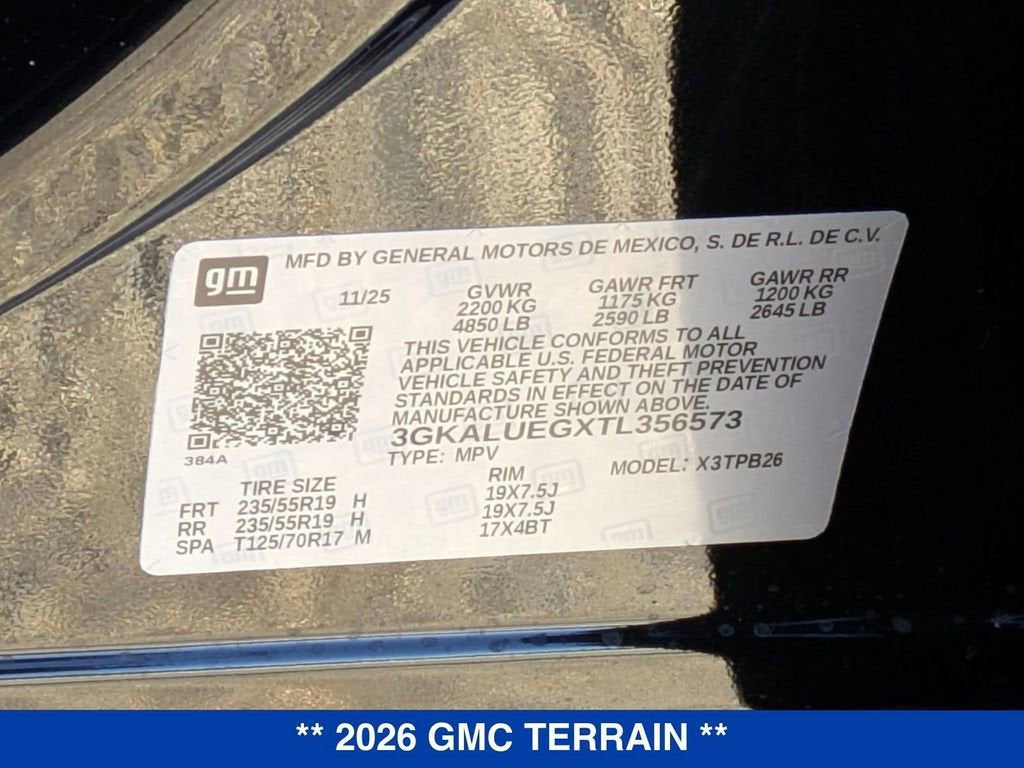 gm
MFD BY GENERAL MOTORS DE MEXICO, S. DE R.L. DE C.V.
11/25
GVWR
2200 KG
4850 LB
GAWR FRT
1175 KG
2590 LB
GAWR RR
1200 KG
2645 LB
THIS VEHICLE CONFORMS TO ALL
APPLICABLE U.S. FEDERAL MOTOR
VEHICLE SAFETY AND THEFT PREVENTION
STANDARDS IN EFFECT ON THE DATE OF
MANUFACTURE SHOWN ABOVE.
3GKALUEGXTL356573
384A
TYPE: MPV
MODEL: X3TPB26
TIRE SIZE RIM
FRT 235/55R19 H 19X7.5J
RR 235/55R19 H 19X7.5J
SPA T125/70R17 M 17X4BT
** 2026 GMC TERRAIN **